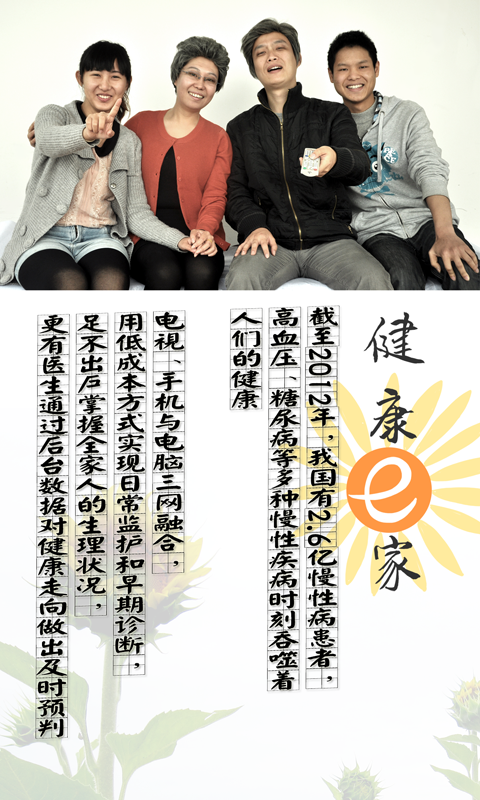 健康e家
截至2012年，我国有2.6亿慢性病患者，
高血压、糖尿病等多种慢性疾病时刻吞噬着
人们的健康
电视、手机与电脑三网融合，
用低成本方式实现日常监护和早期诊断，
足不出户掌握全家人的生理状况，
更有医生通过后台数据对健康走向做出及时预判